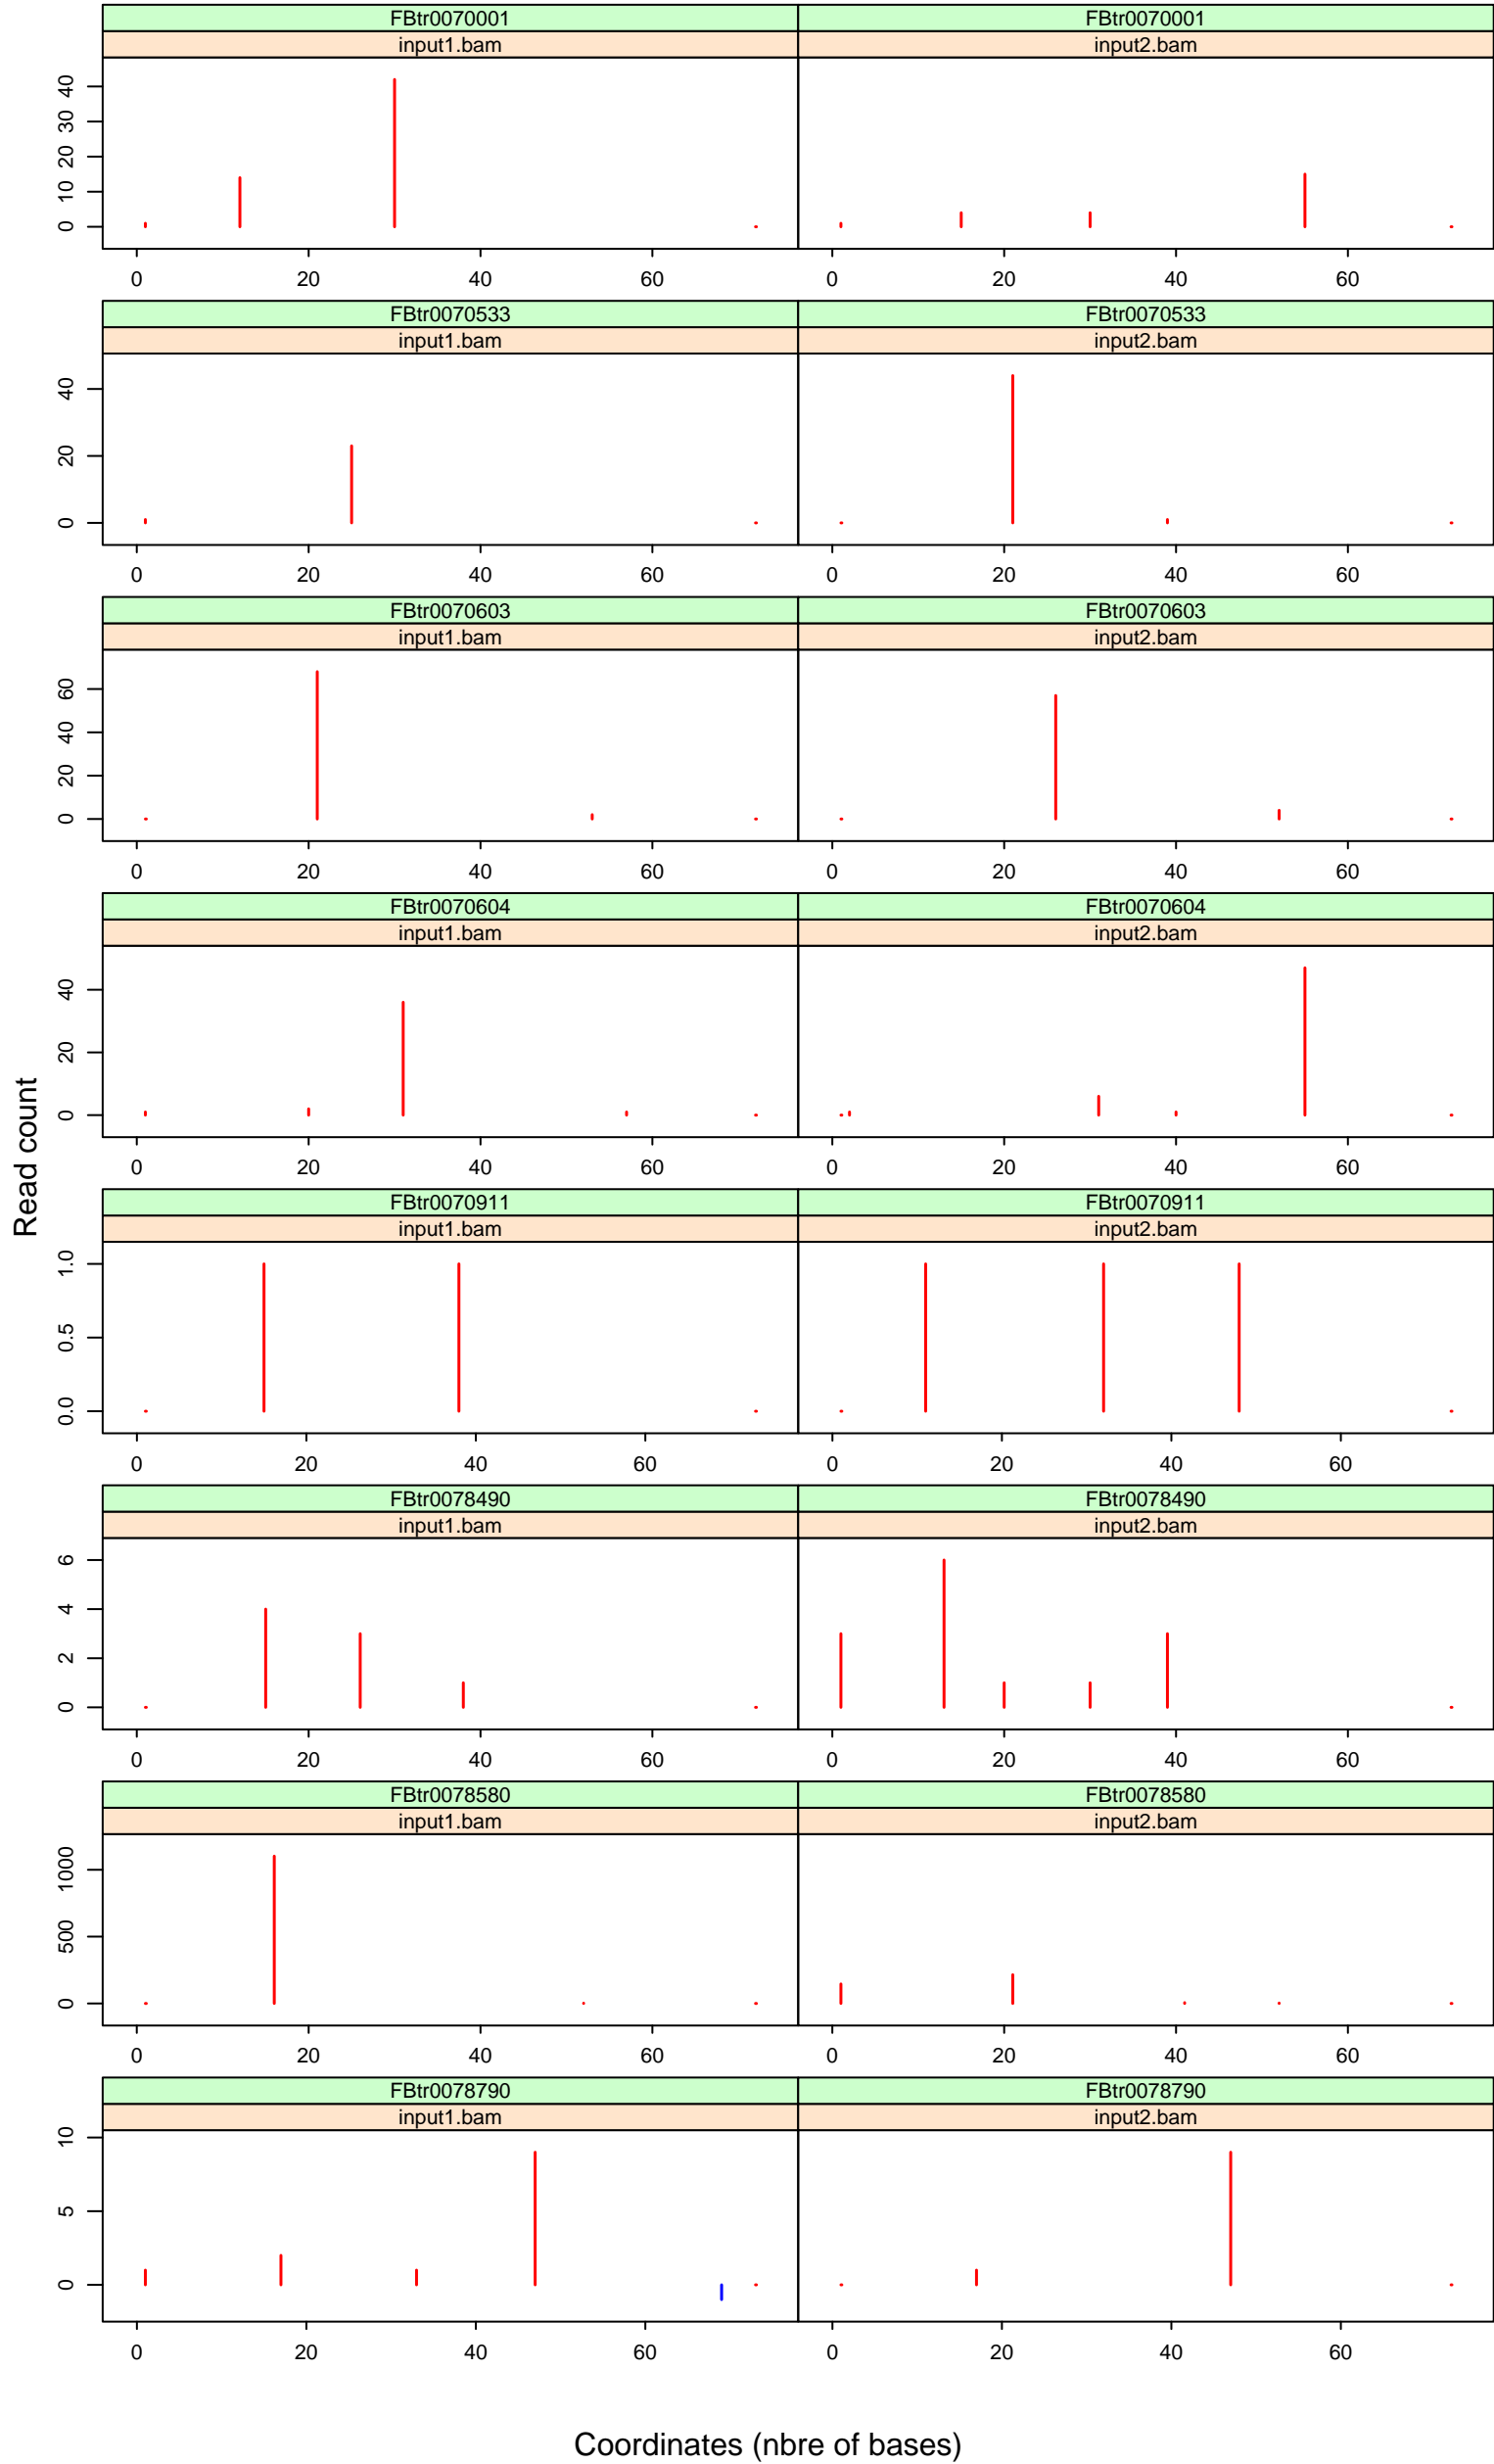 FBtr0070001 FBtr0070001
input1.bam input2.bam
40
30
20
10
0
0 20 40 60 0 20 40 60
FBtr0070533 FBtr0070533
input1.bam input2.bam
40
20
0
0 20 40 60 0 20 40 60
FBtr0070603 FBtr0070603
input1.bam input2.bam
60
40
20
0
0 20 40 60 0 20 40 60
FBtr0070604 FBtr0070604
input1.bam input2.bam
40
20
0
0 20 40 60 0 20 40 60
Read count
FBtr0070911 FBtr0070911
input1.bam input2.bam
1.0
0.5
0.0
0 20 40 60 0 20 40 60
FBtr0078490 FBtr0078490
input1.bam input2.bam
6
4
2
0
0 20 40 60 0 20 40 60
FBtr0078580 FBtr0078580
input1.bam input2.bam
1000
500
0
0 20 40 60 0 20 40 60
FBtr0078790 FBtr0078790
input1.bam input2.bam
10
5
0
0 20 40 60 0 20 40 60
Coordinates (nbre of bases)